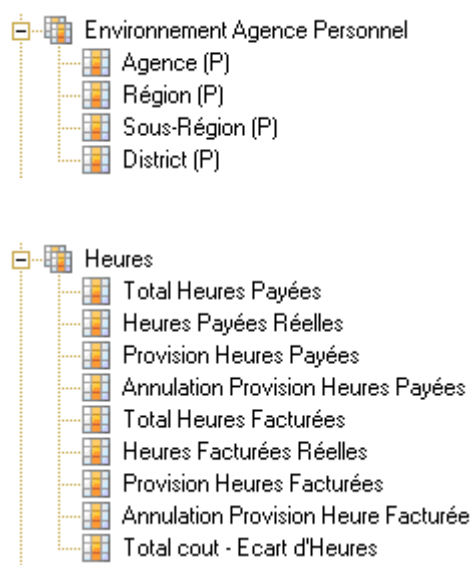 Environnement Agence Personnel
Agence (P)
Région (P)
Sous-Région (P)
District (P)
Heures
Total Heures Payées
Heures Payées Réelles
Provision Heures Payées
Annulation Provision Heures Payées
Total Heures Facturées
Heures Facturées Réelles
Provision Heures Facturées
Annulation Provision Heure Facturée
Total cout - Ecart d'Heures